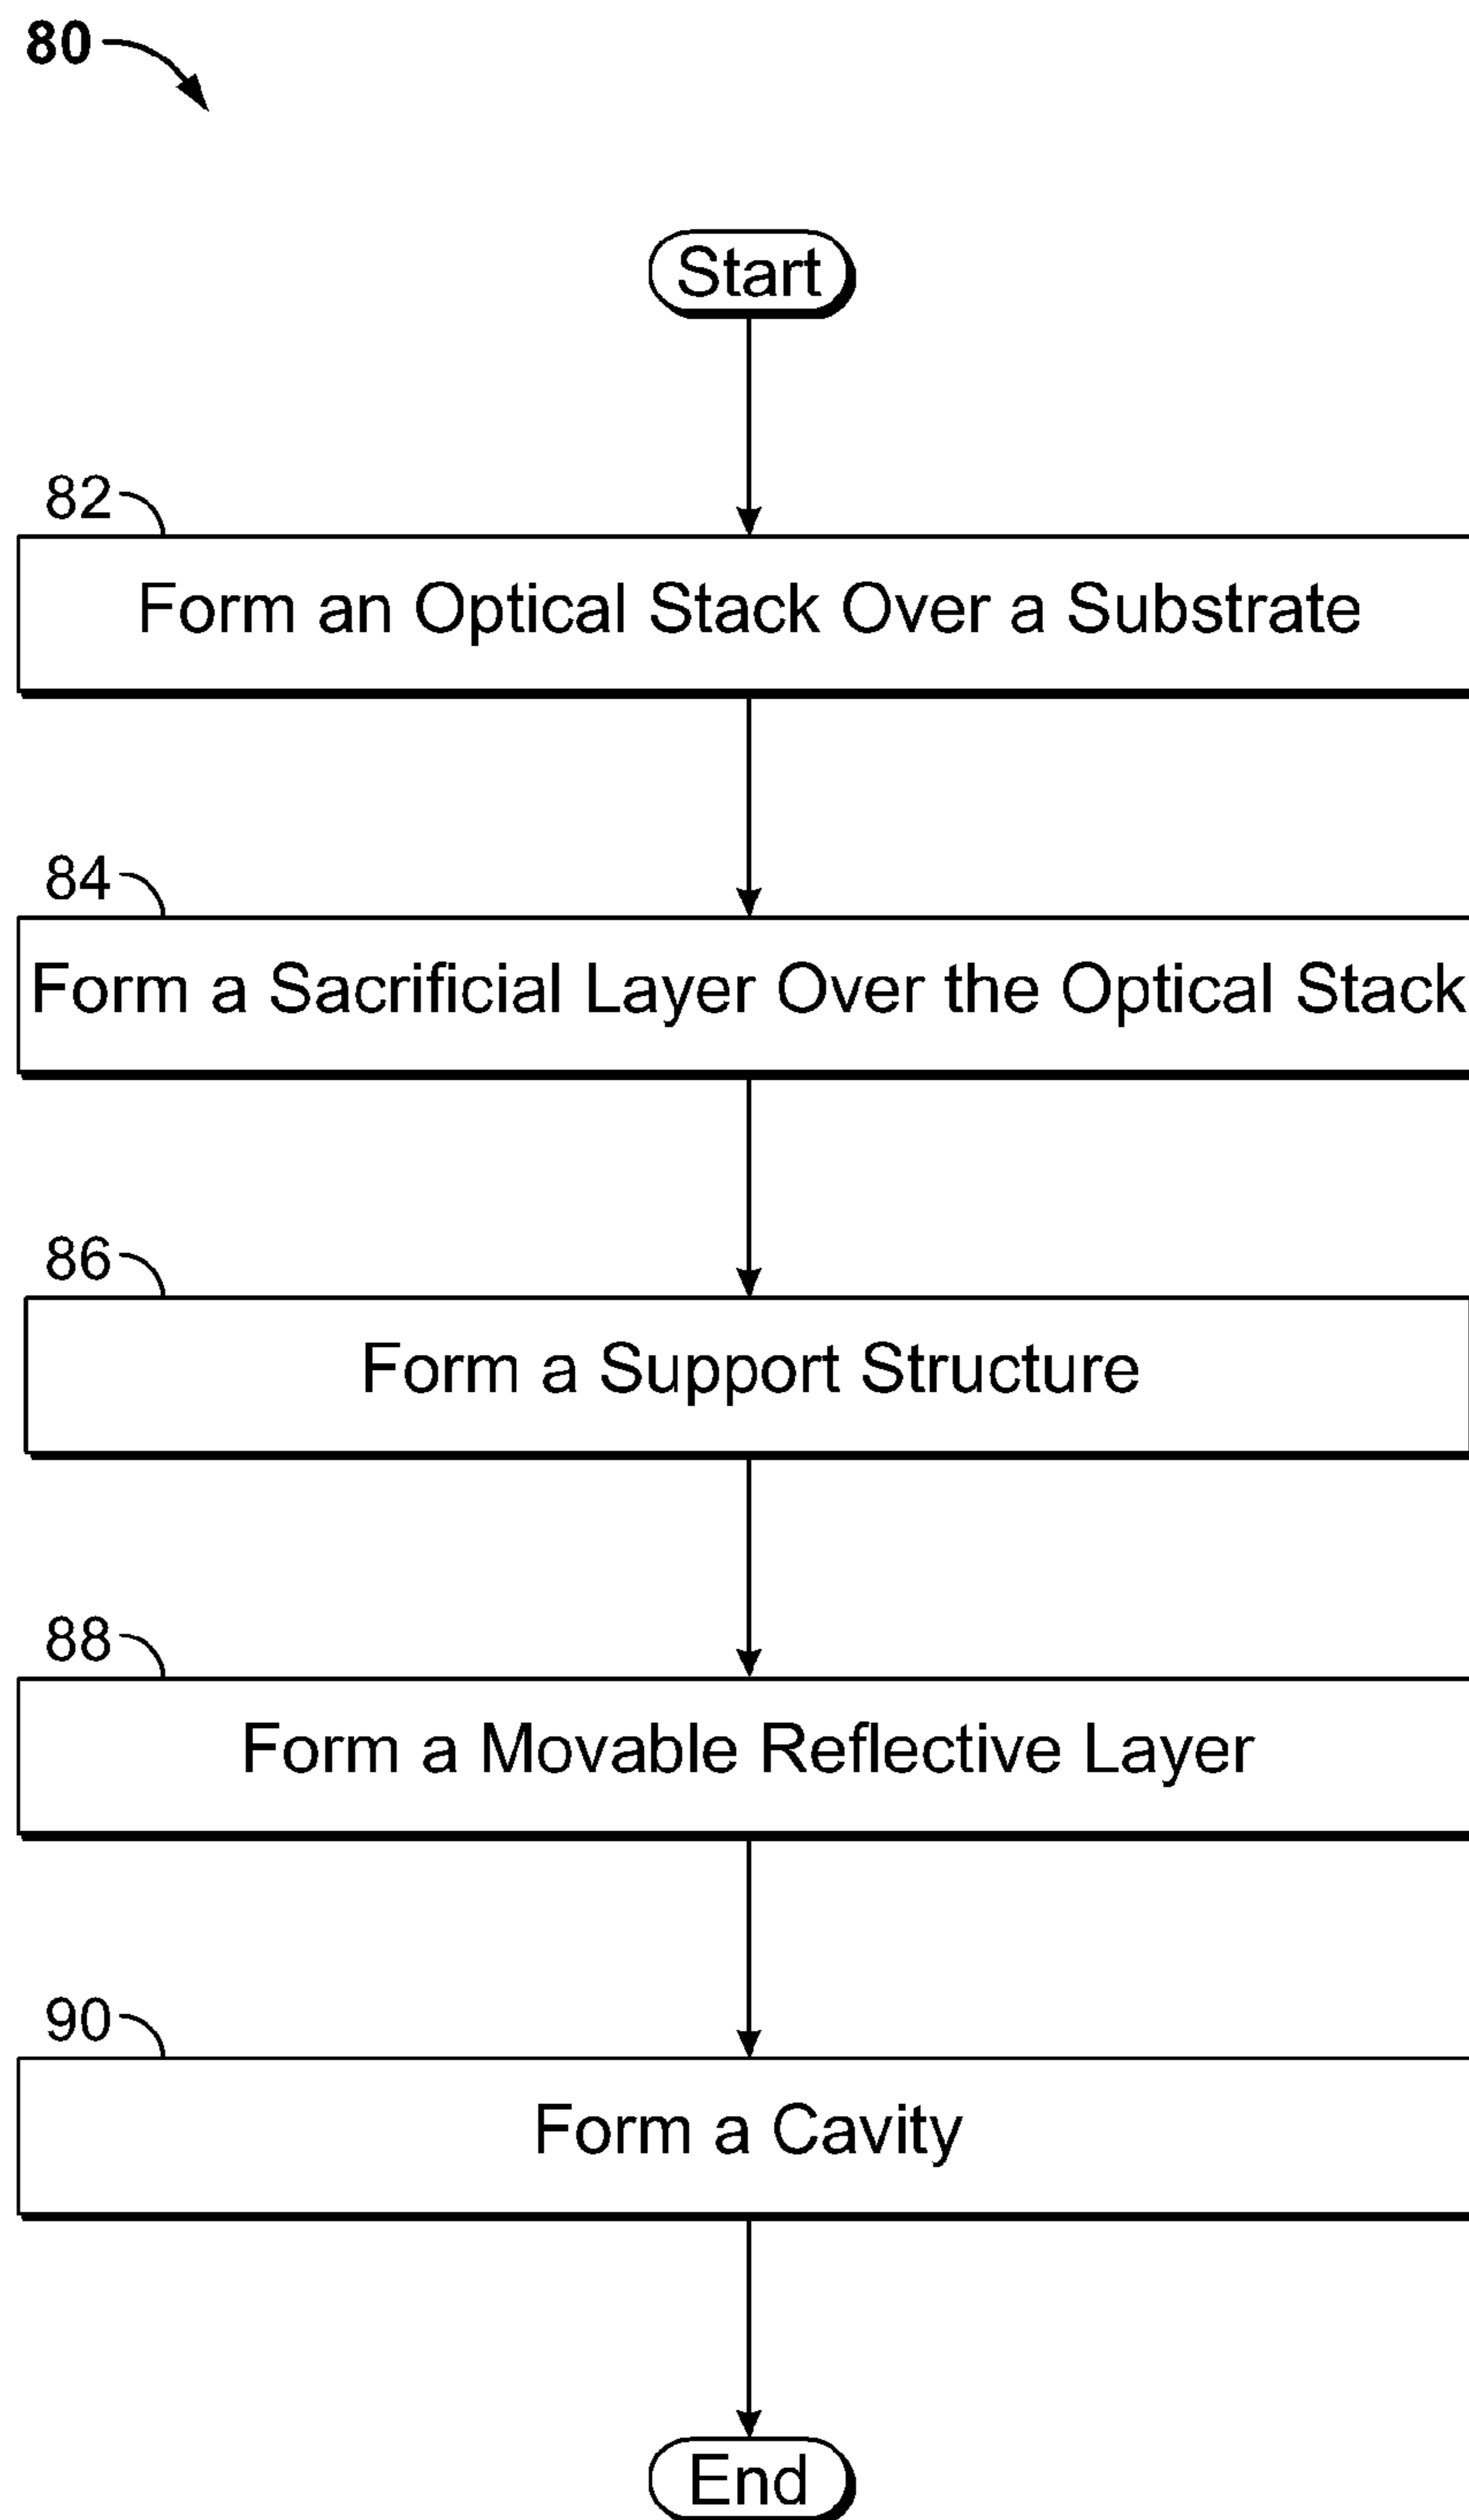 80
Start
82
Form an Optical Stack Over a Substrate
84
Form a Sacrificial Layer Over the Optical Stack
86
Form a Support Structure
88
Form a Movable Reflective Layer
90
Form a Cavity
End